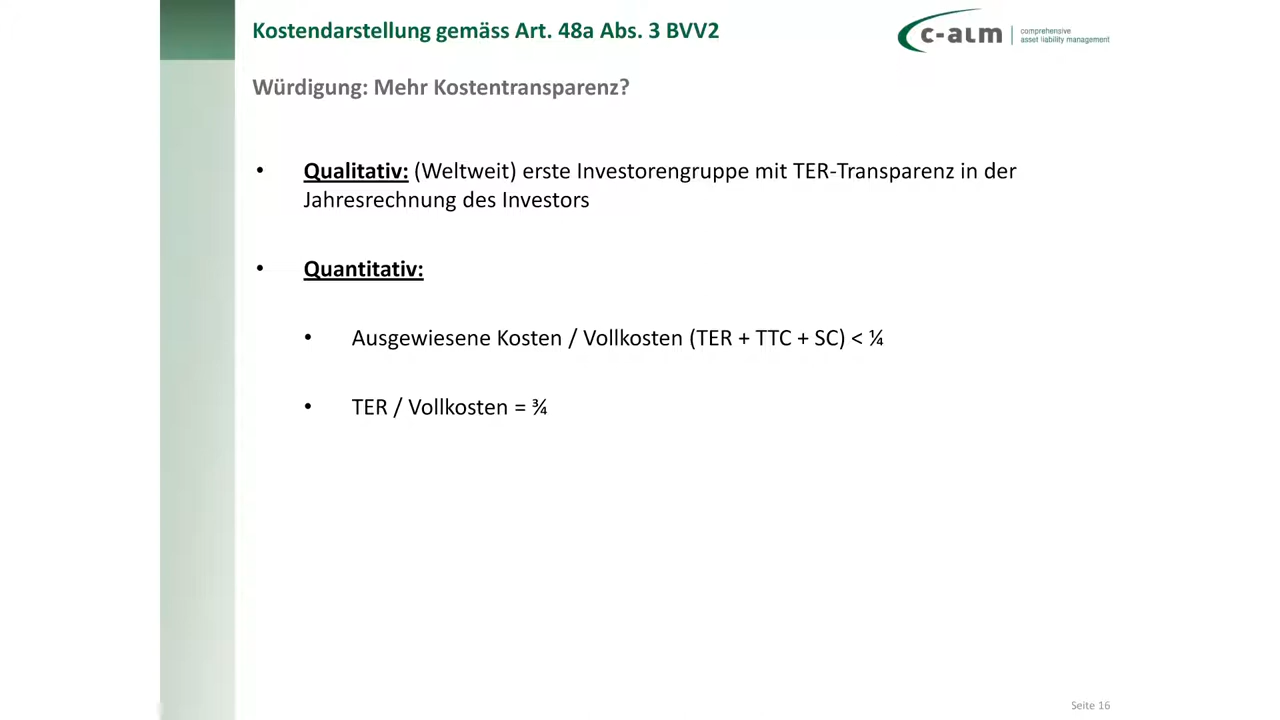 Kostendarstellung gemäss Art. 48a Abs. 3 BVV2
c-alm
comprehensive
asset liability management
Würdigung: Mehr Kostentransparenz?
• Qualitativ: (Weltweit) erste Investorengruppe mit TER-Transparenz in der
Jahresrechnung des Investors
• Quantitativ:
• Ausgewiesene Kosten / Vollkosten (TER + TTC + SC) < ¼
• TER / Vollkosten = ¾
Seite 16